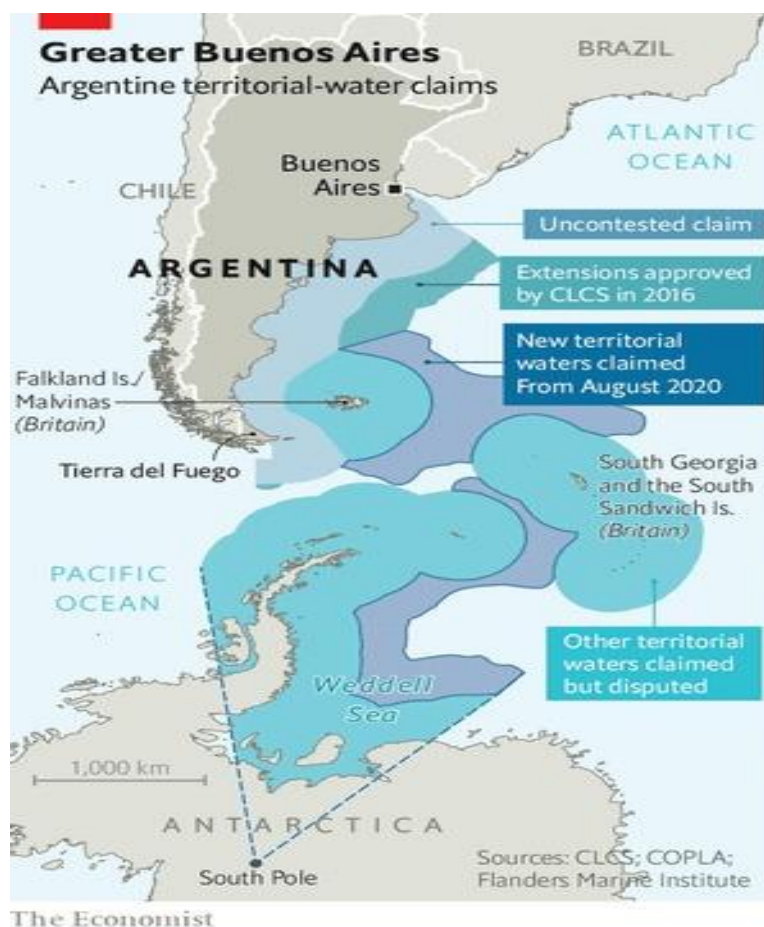 Greater Buenos Aires
Argentine territorial-water claims
BRAZIL
ATLANTIC
OCEAN
Buenos
Aires
CHILE
Uncontested claim
ARGENTINA
Extensions approved
by CLCS in 2016
New territorial
waters claimed
From August 2020
Falkland Is./
Malvinas
(Britain)
Tierra del Fuego
South Georgia
and the South
Sandwich Is.
(Britain)
PACIFIC
OCEAN
Other territorial
waters claimed
but disputed
Weddell
Sea
1,000 km
ANTARCTICA
South Pole
Sources: CLCS; COPLA;
Flanders Marine Institute
The Economist